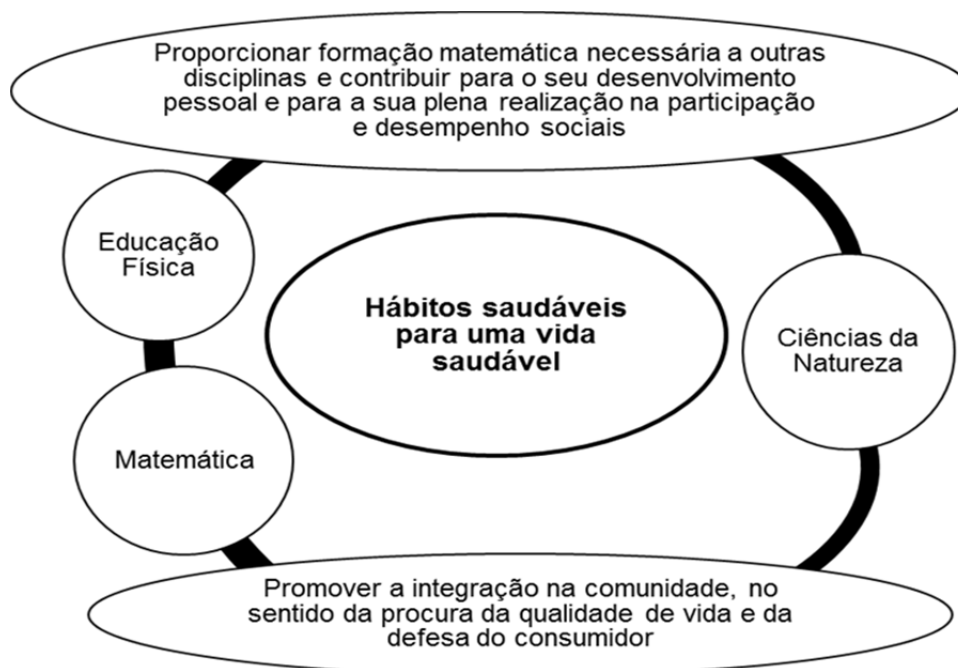 Proporcionar formação matemática necessária a outras
disciplinas e contribuir para o seu desenvolvimento
pessoal e para a sua plena realização na participação
e desempenho sociais
Educação
Física
Hábitos saudáveis
para uma vida
saudável
Ciências da
Natureza
Matemática
Promover a integração na comunidade, no
sentido da procura da qualidade de vida e da
defesa do consumidor